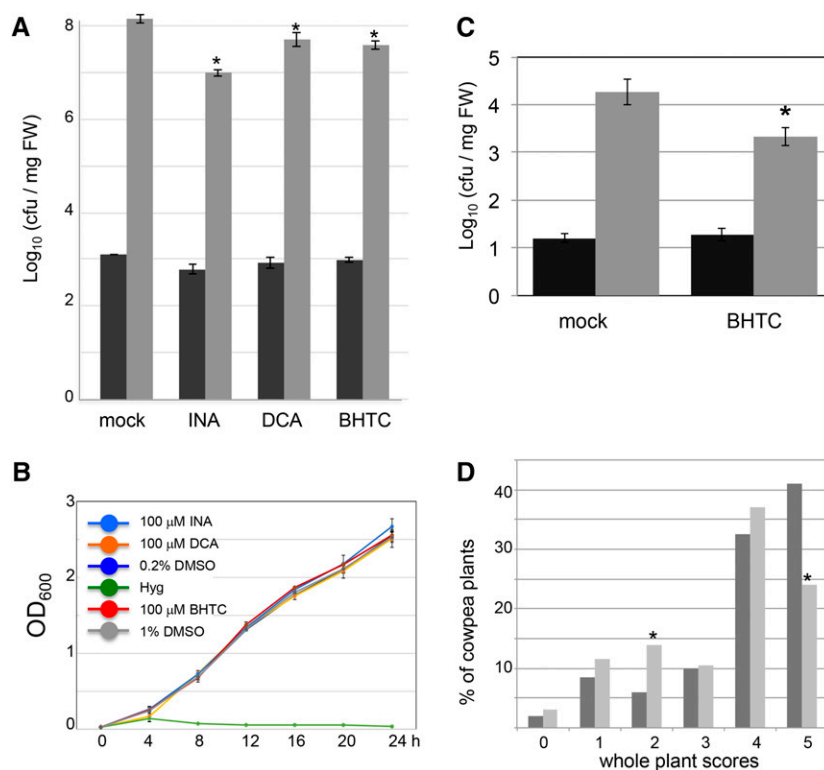 A
Log10 (cfu / mg FW)
8
6
4
2
0
*
*
*
mock
INA
DCA
BHTC
C
Log10 (cfu / mg FW)
5
4
3
2
1
0
*
mock
BHTC
B
OD600
3
2
1
0
100 μM INA
100 μM DCA
0.2% DMSO
Hyg
100 μM BHTC
1% DMSO
0 4 8 12 16 20 24 h
D
% of cowpea plants
40
30
20
10
*
*
0 1 2 3 4 5
whole plant scores